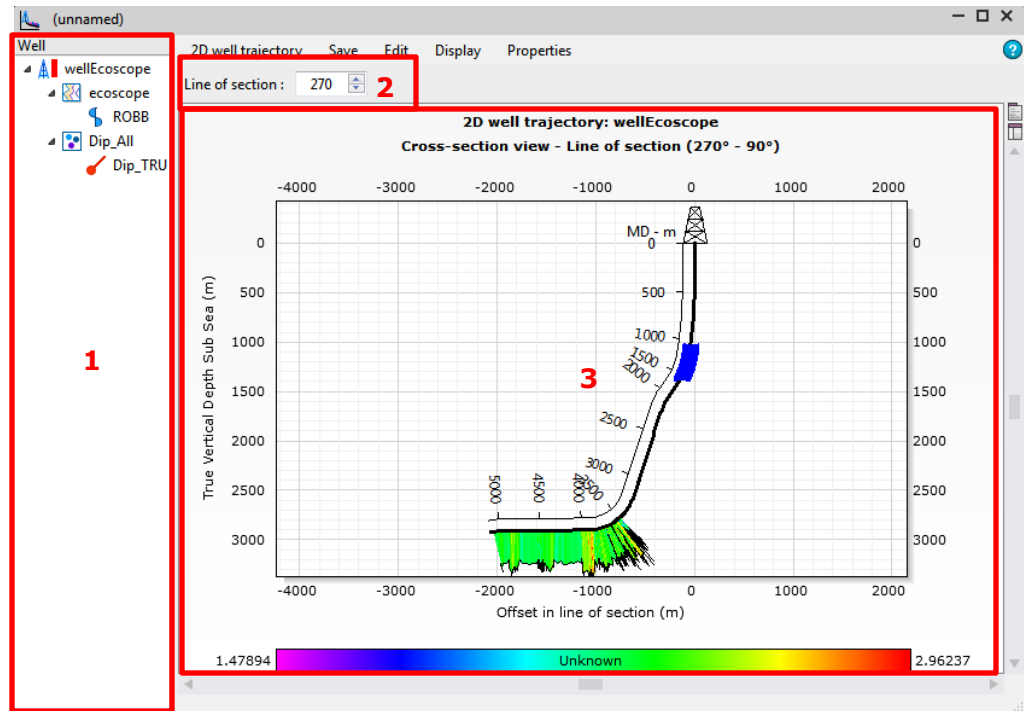 (unnamed)
Well
wellEcoscope
ecoscope
ROBB
Dip_All
Dip_TRU
1
2D well trajectory Save Edit Display Properties
?
Line of section : 270
2
2D well trajectory: wellEcoscope
Cross-section view - Line of section (270° - 90°)
-4000 -3000 -2000 -1000 0 1000 2000
MD - m
0 0 0
500 500 500
1000 1000 1000
1500 1500 1500
2000 2000 2000
2500 2500 2500
3000 3000 3000
3500
4000
4500
5000
True Vertical Depth Sub Sea (m)
3
-4000 -3000 -2000 -1000 0 1000 2000
Offset in line of section (m)
1.47894 Unknown 2.96237